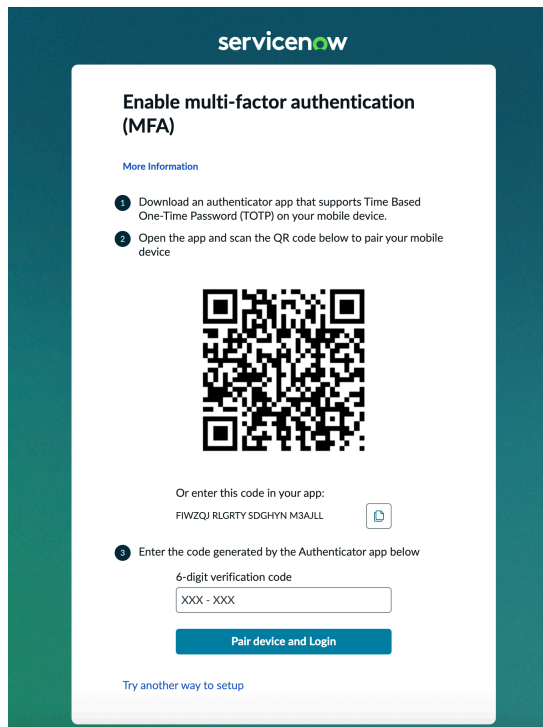 servicenow
Enable multi-factor authentication
(MFA)
More Information
1 Download an authenticator app that supports Time Based
One-Time Password (TOTP) on your mobile device.
2 Open the app and scan the QR code below to pair your mobile
device
Or enter this code in your app:
FIWZQJ RLGRTY SDGHYN M3AJLL
3 Enter the code generated by the Authenticator app below
6-digit verification code
XXX - XXX
Pair device and Login
Try another way to setup